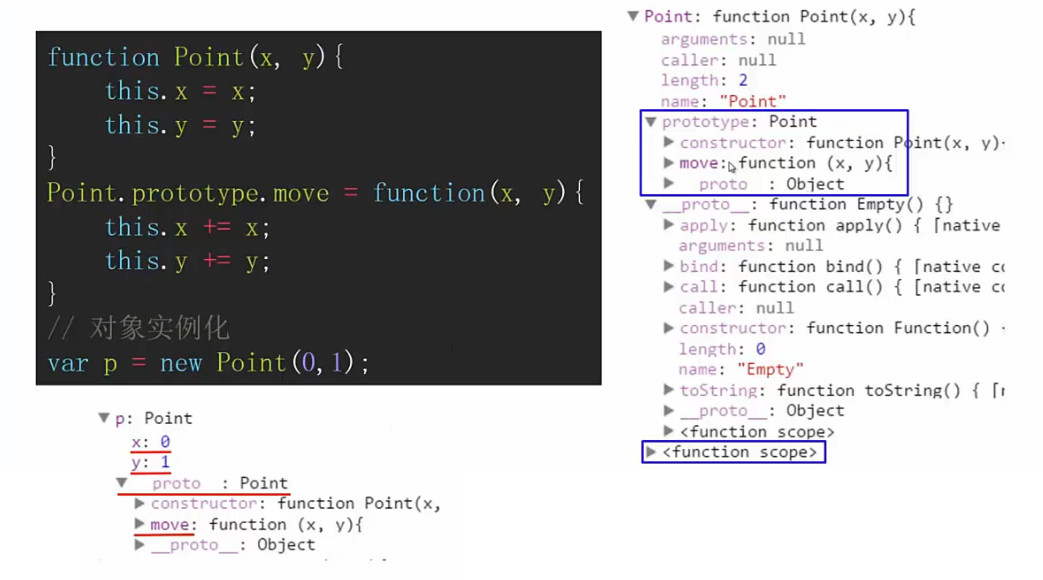 function Point(x, y){
this.x = x;
this.y = y;
}
Point.prototype.move = function(x, y){
this.x += x;
this.y += y;
}
// 对象实例化
var p = new Point(0,1);
p: Point
x: 0
y: 1
proto : Point
constructor: function Point(x,
move: function (x, y){
__proto__: Object
Point: function Point(x, y){
arguments: null
caller: null
length: 2
name: "Point"
prototype: Point
constructor: function Point(x, y)
move: function (x, y){
proto : Object
__proto__: function Empty() {}
apply: function apply() { [native
arguments: null
bind: function bind() { [native co
call: function call() { [native co
caller: null
constructor: function Function()
length: 0
name: "Empty"
toString: function toString() { [
__proto__: Object
<function scope>
<function scope>